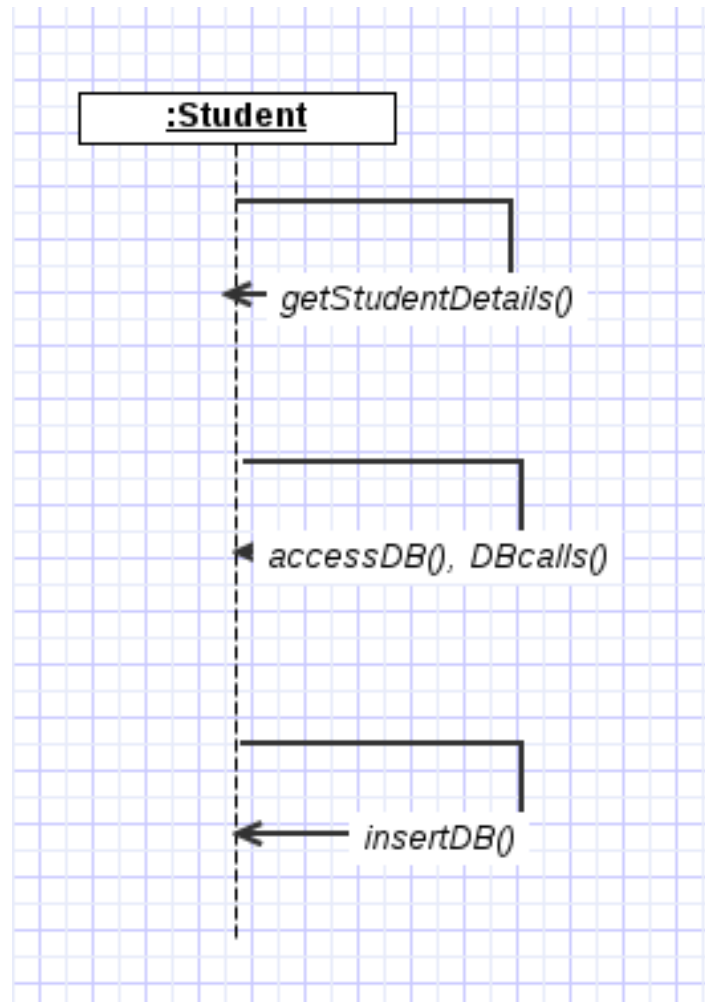 :Student
getStudentDetails()
accessDB(), DBcalls()
insertDB()